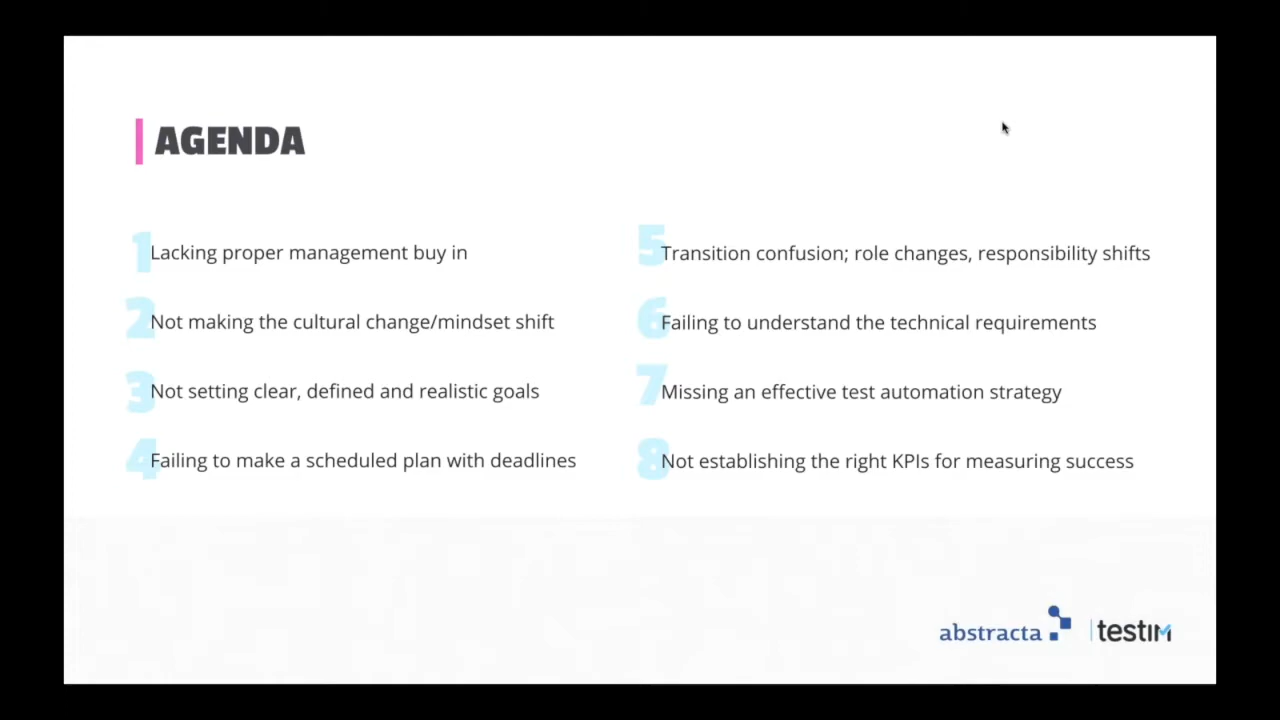 AGENDA
1 Lacking proper management buy in
2 Not making the cultural change/mindset shift
3 Not setting clear, defined and realistic goals
4 Failing to make a scheduled plan with deadlines
5 Transition confusion; role changes, responsibility shifts
6 Failing to understand the technical requirements
7 Missing an effective test automation strategy
8 Not establishing the right KPIs for measuring success
abstracta | testim